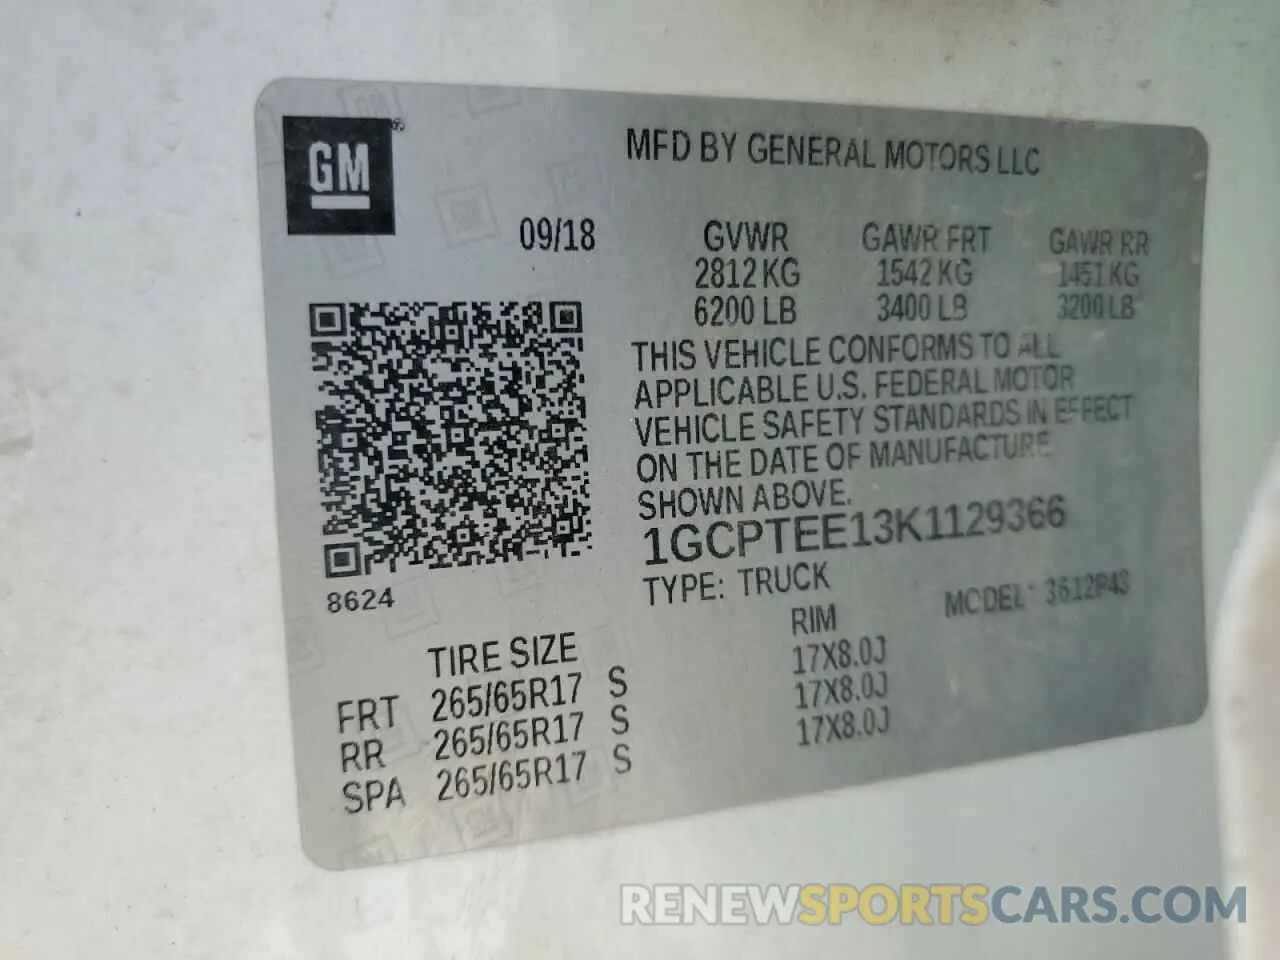 GM
MFD BY GENERAL MOTORS LLC
09/18
GVWR GAWR FRT GAWR RR
2812 KG 1542 KG 1451 KG
6200 LB 3400 LB 3200 LB
THIS VEHICLE CONFORMS TO ALL
APPLICABLE U.S. FEDERAL MOTOR
VEHICLE SAFETY STANDARDS IN EFFECT
ON THE DATE OF MANUFACTURE
SHOWN ABOVE.
1GCPTEE13K1129366
8624
TYPE: TRUCK MODEL: 3612P43
TIRE SIZE RIM
FRT 265/65R17 S 17X8.0J
RR 265/65R17 S 17X8.0J
SPA 265/65R17 S 17X8.0J
RENEWSPORTSCARS.COM